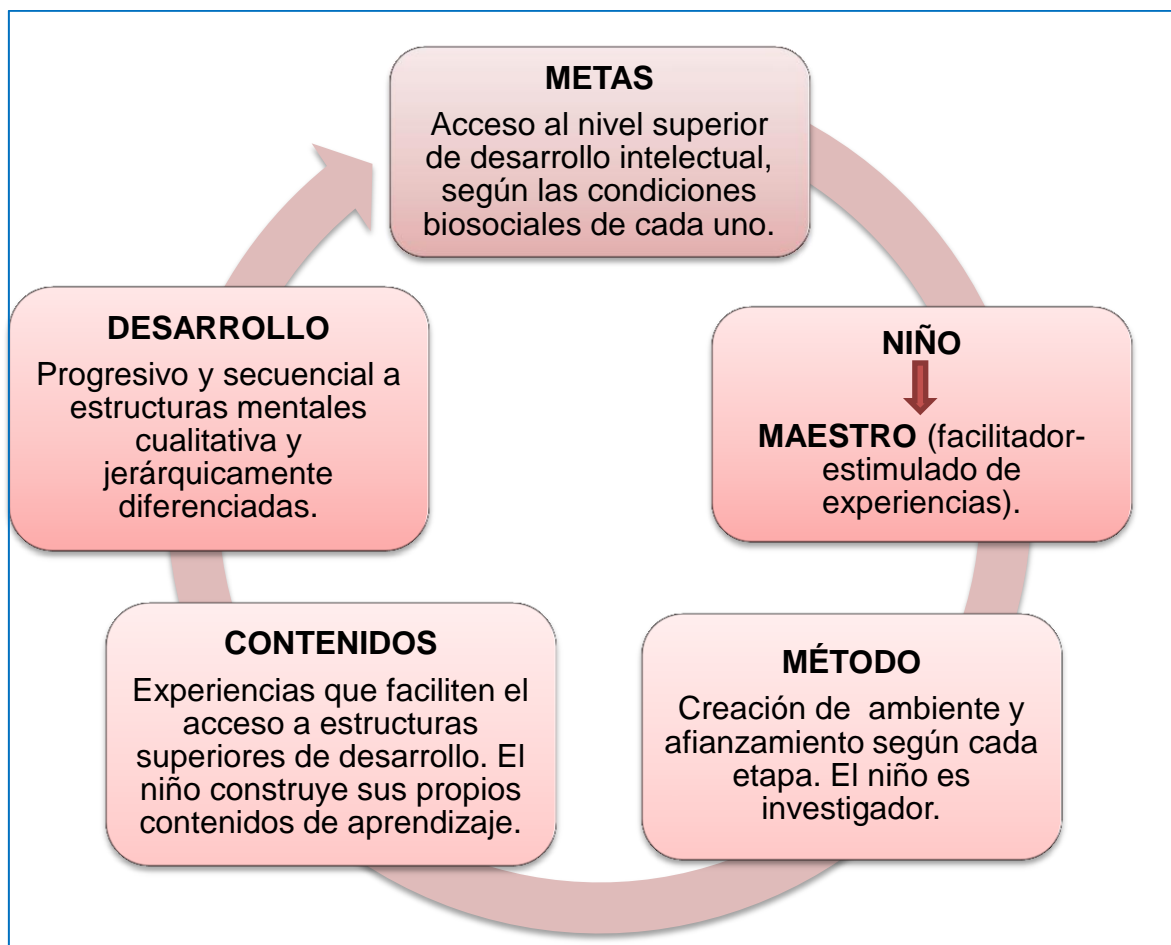 METAS
Acceso al nivel superior
de desarrollo intelectual,
según las condiciones
biosociales de cada uno.
NIÑO
MAESTRO (facilitador-
estimulado de
experiencias).
MÉTODO
Creación de ambiente y
afianzamiento según cada
etapa. El niño es
investigador.
CONTENIDOS
Experiencias que faciliten el
acceso a estructuras
superiores de desarrollo. El
niño construye sus propios
contenidos de aprendizaje.
DESARROLLO
Progresivo y secuencial a
estructuras mentales
cualitativa y
jerárquicamente
diferenciadas.